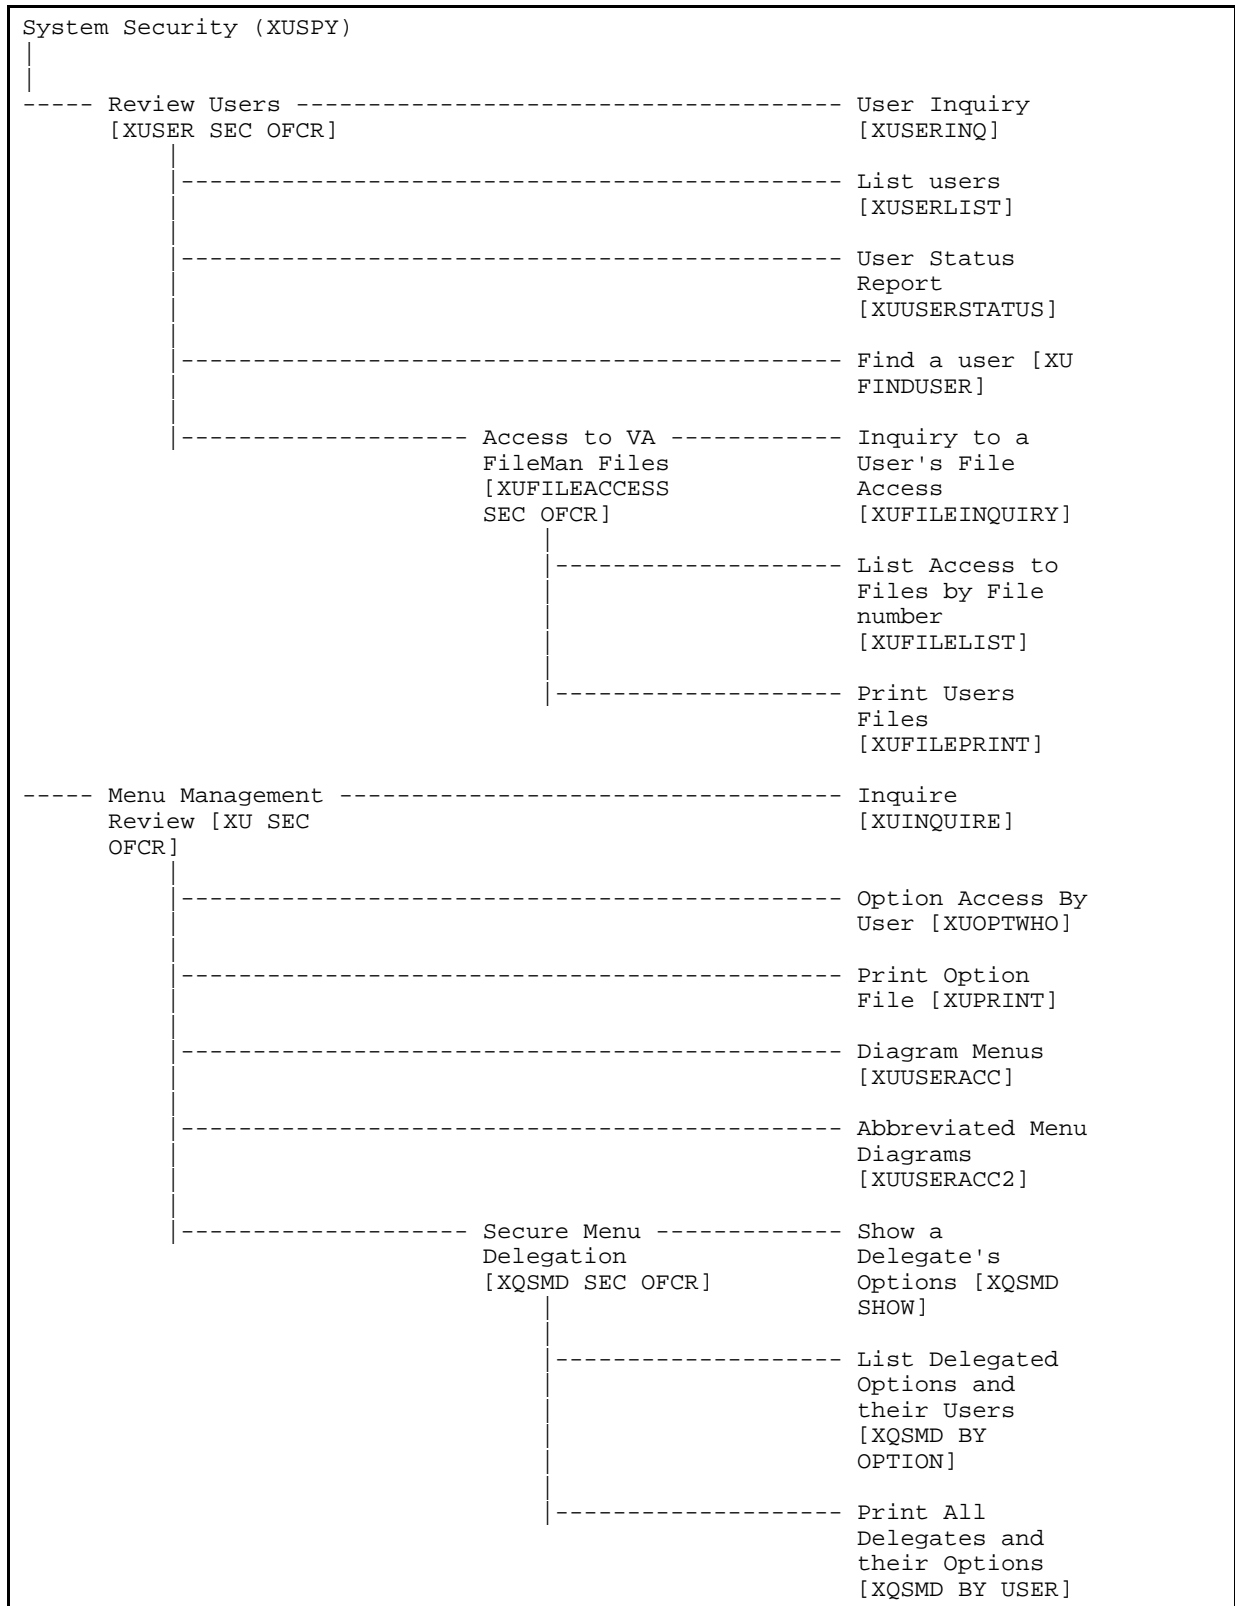 System Security (XUSPY)
Review Users
[XUSER SEC OFCR]
User Inquiry
[XUSERINQ]
List users
[XUSERLIST]
User Status
Report
[XUUSERSTATUS]
Find a user [XU
FINDUSER]
Access to VA
FileMan Files
[XUFILEACCESS
SEC OFCR]
Inquiry to a
User's File
Access
[XUFILEINQUIRY]
List Access to
Files by File
number
[XUFILELIST]
Print Users
Files
[XUFILEPRINT]
Menu Management
Review [XU SEC
OFCR]
Inquire
[XUINQUIRE]
Option Access By
User [XUOPTWHO]
Print Option
File [XUPRINT]
Diagram Menus
[XUUSERACC]
Abbreviated Menu
Diagrams
[XUUSERACC2]
Secure Menu
Delegation
[XQSMD SEC OFCR]
Show a
Delegate's
Options [XQSMD
SHOW]
List Delegated
Options and
their Users
[XQSMD BY
OPTION]
Print All
Delegates and
their Options
[XQSMD BY USER]